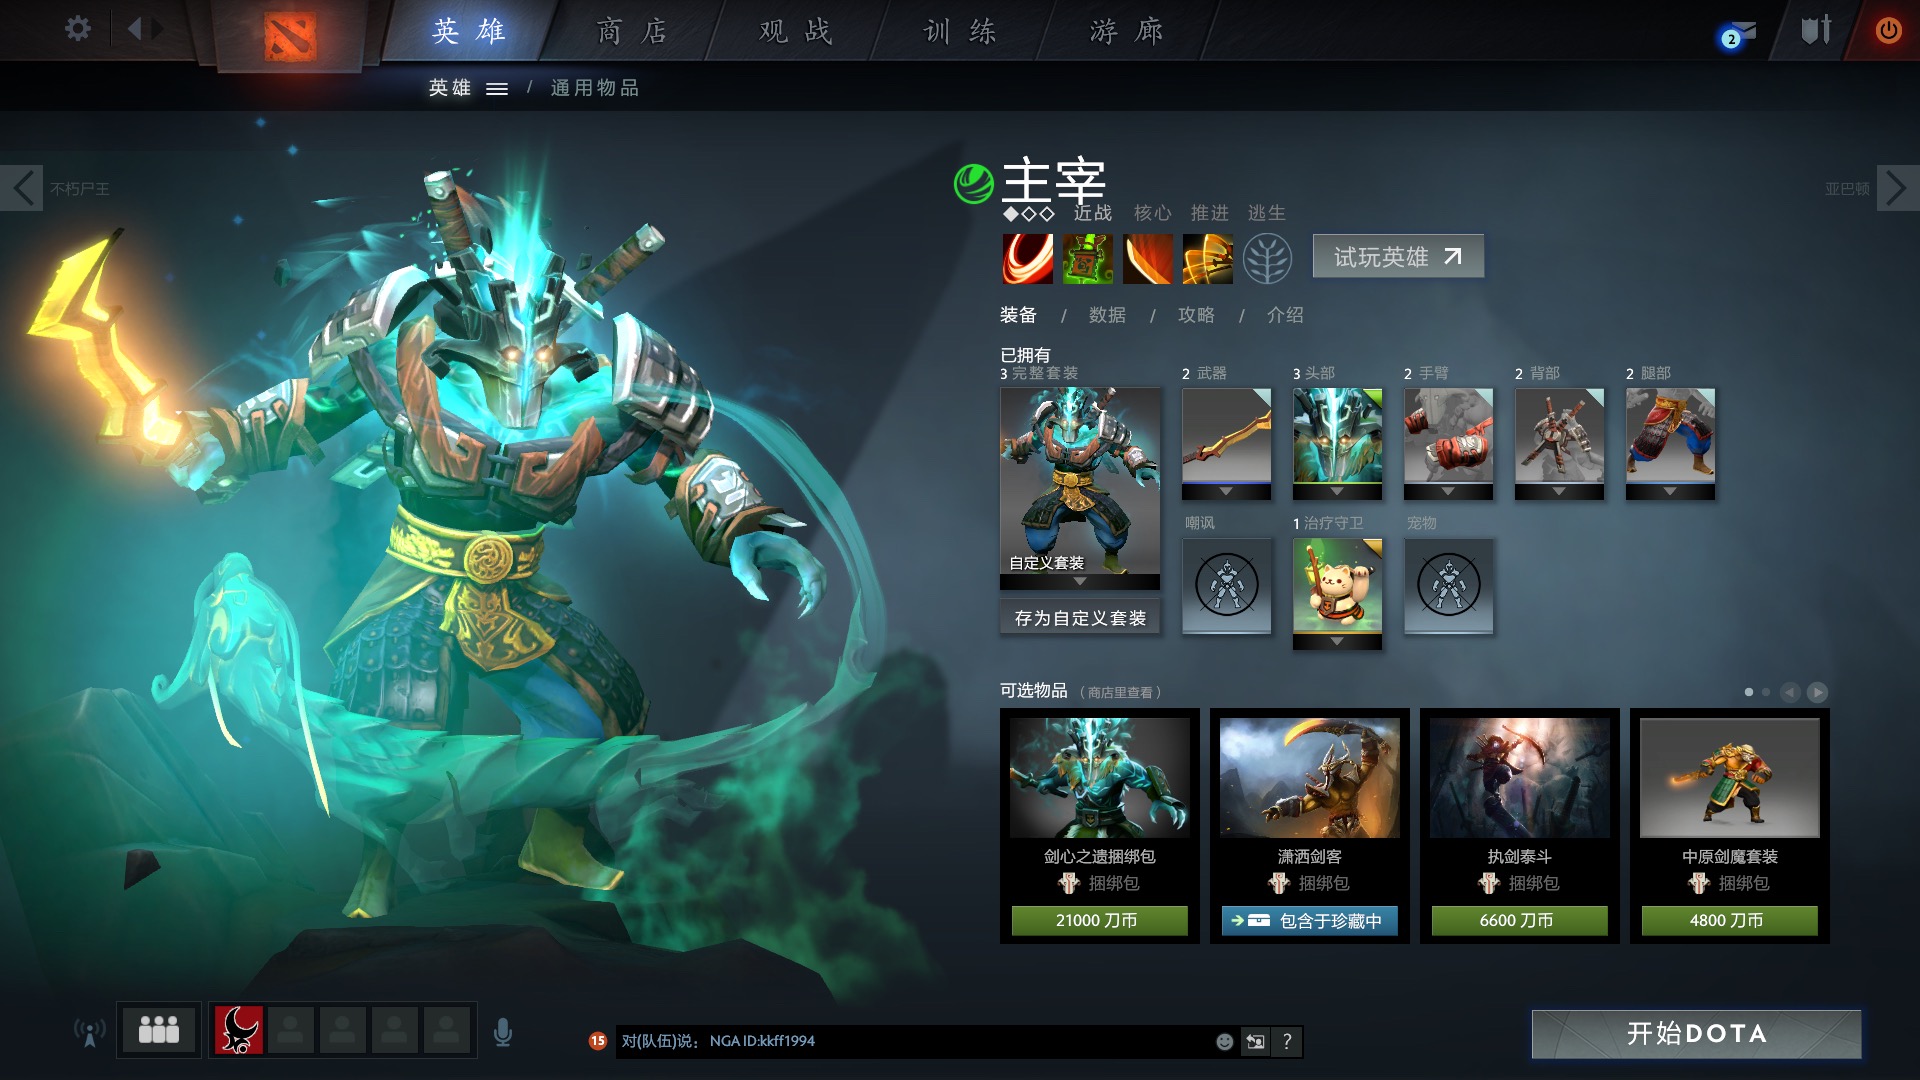 英雄 商店 观战 训练 游廊
2
英雄 / 通用物品
不朽尸王
主宰
亚巴顿
近战 核心 推进 逃生
试玩英雄
装备 / 数据 / 攻略 / 介绍
已拥有
3 完整套装 2 武器 3 头部 2 手臂 2 背部 2 腿部
嘲讽 1 治疗守卫 宠物
自定义套装
存为自定义套装
可选物品 （商店里查看）
剑心之遗捆绑包 潇洒剑客 执剑泰斗 中原剑魔套装
捆绑包 捆绑包 捆绑包 捆绑包
21000 刀币 包含于珍藏中 6600 刀币 4800 刀币
15 对(队伍)说： NGA ID:kkff1994 ?
开始DOTA